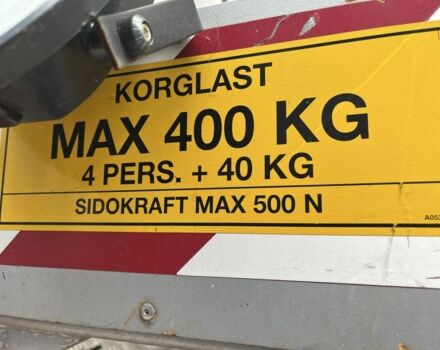 KORGLAST
MAX 400 KG
4 PERS. + 40 KG
SIDOKRAFT MAX 500 N